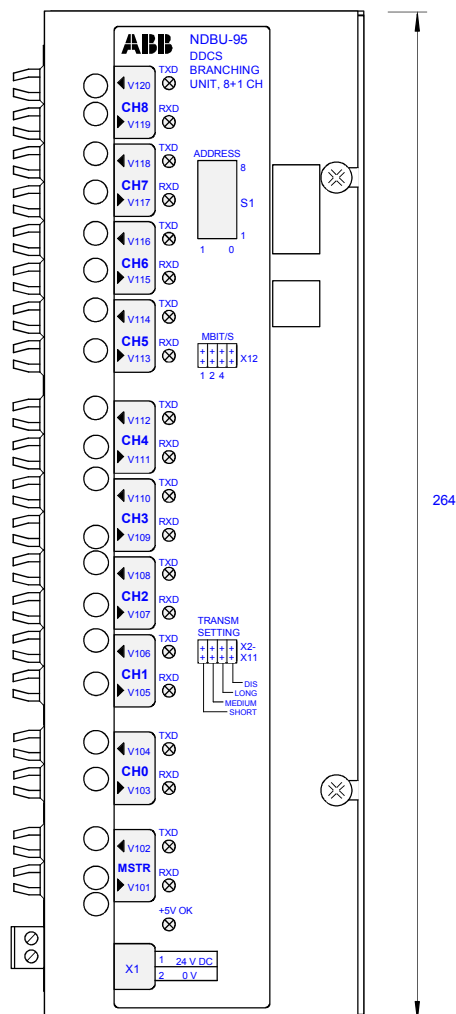 ABB NDBU-95
DDCS
BRANCHING
UNIT, 8+1 CH
TXD
V120
CH8
RXD
V119
TXD
V118
CH7
RXD
V117
ADDRESS
8
S1
1
1 0
TXD
V116
CH6
RXD
V115
TXD
V114
CH5
RXD
V113
MBIT/S
X12
1 2 4
TXD
V112
CH4
RXD
V111
264
TXD
V110
CH3
RXD
V109
TXD
V108
CH2
RXD
V107
TRANSM
SETTING
X2-
X11
DIS
LONG
MEDIUM
SHORT
TXD
V106
CH1
RXD
V105
TXD
V104
CH0
RXD
V103
TXD
V102
MSTR
RXD
V101
+5V OK
X1
1 24 V DC
2 0 V